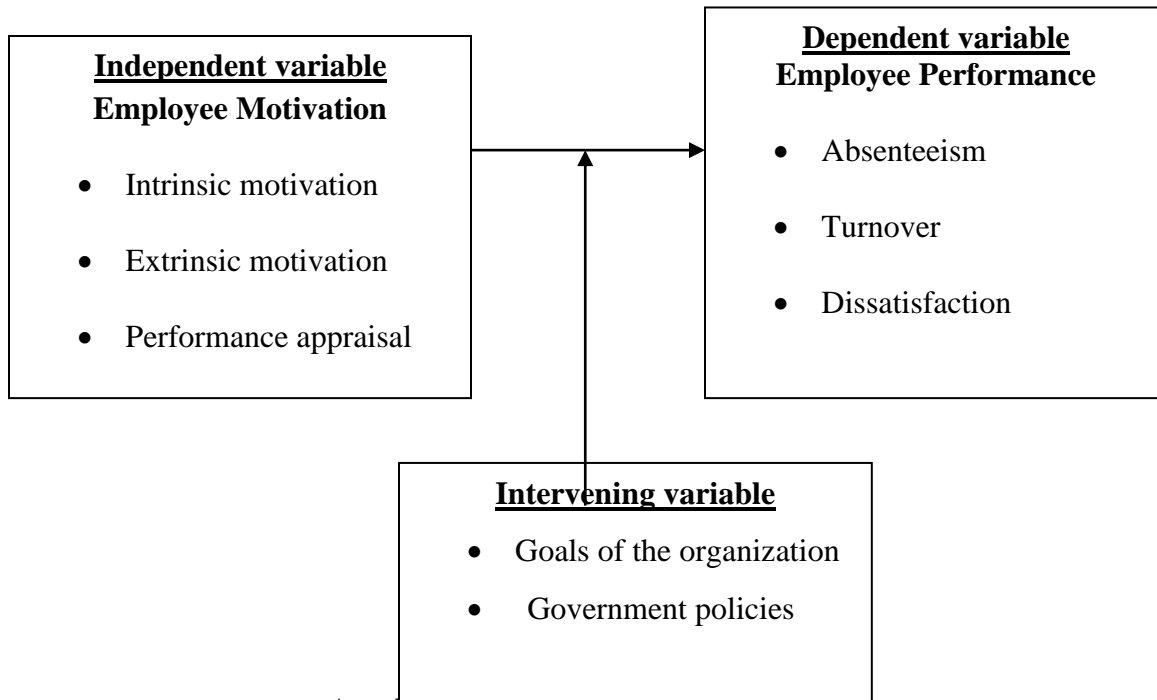 Independent variable
Employee Motivation
• Intrinsic motivation
• Extrinsic motivation
• Performance appraisal
Dependent variable
Employee Performance
• Absenteeism
• Turnover
• Dissatisfaction
Intervening variable
• Goals of the organization
• Government policies